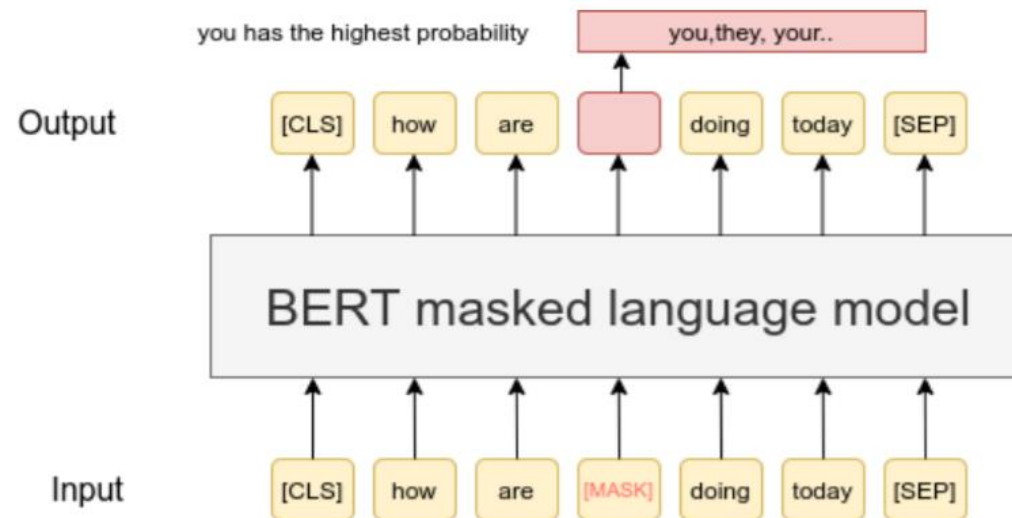 you has the highest probability you,they, your..
Output [CLS] how are doing today [SEP]
BERT masked language model
Input [CLS] how are [MASK] doing today [SEP]